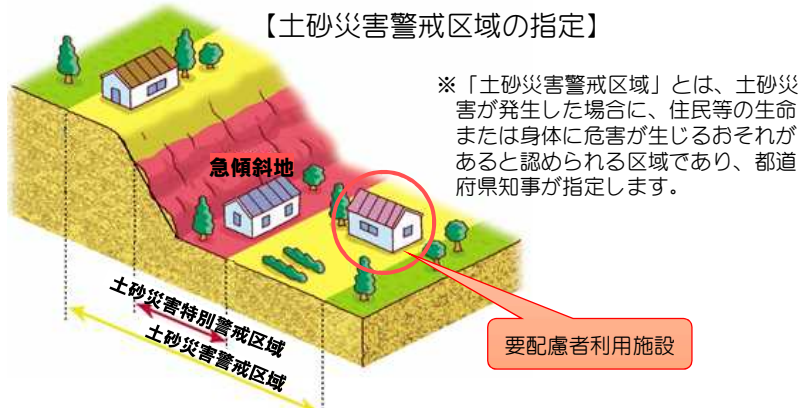 【土砂災害警戒区域の指定】
※「土砂災害警戒区域」とは、土砂災
害が発生した場合に、住民等の生命
または身体に危害が生じるおそれが
あると認められる区域であり、都道
府県知事が指定します。
急傾斜地
土砂災害特別警戒区域
土砂災害警戒区域
要配慮者利用施設